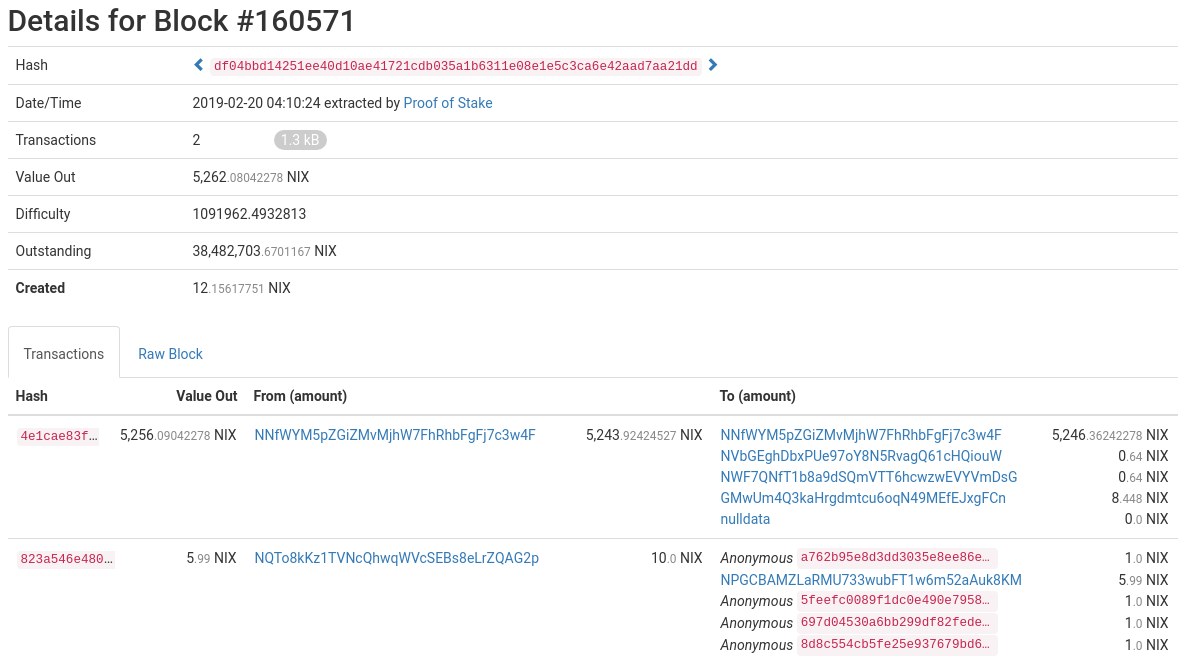 Details for Block #160571
Hash df04bbd14251ee40d10ae41721cdb035a1b6311e08e1e5c3ca6e42aad7aa21dd
Date/Time 2019-02-20 04:10:24 extracted by Proof of Stake
Transactions 2 1.3 kB
Value Out 5,262.08042278 NIX
Difficulty 1091962.4932813
Outstanding 38,482,703.6701167 NIX
Created 12.15617751 NIX
Transactions Raw Block
Hash Value Out From (amount) To (amount)
4e1cae83f… 5,256.09042278 NIX NNfWYM5pZGiZMvMjhW7FhRhbFgFj7c3w4F 5,243.92424527 NIX NNfWYM5pZGiZMvMjhW7FhRhbFgFj7c3w4F 5,246.36242278 NIX
NVbGEghDbxPUe97oY8N5RvagQ61cHQiouW 0.64 NIX
NWF7QNfT1b8a9dSQmVTT6hcwzwEVYVmDsG 0.64 NIX
GMwUm4Q3kaHrgdmtcu6oqN49MEfEJxgFCn 8.448 NIX
nulldata 0.0 NIX
823a546e480… 5.99 NIX NQTo8kKz1TVNcQhwqWVcSEBs8eLrZQAG2p 10.0 NIX Anonymous a762b95e8d3dd3035e8ee86e… 1.0 NIX
NPGCBAMZLaRMU733wubFT1w6m52aAuk8KM 5.99 NIX
Anonymous 5feefc0089f1dc0e490e7958… 1.0 NIX
Anonymous 697d04530a6bb299df82fede… 1.0 NIX
Anonymous 8d8c554cb5fe25e937679bd6… 1.0 NIX